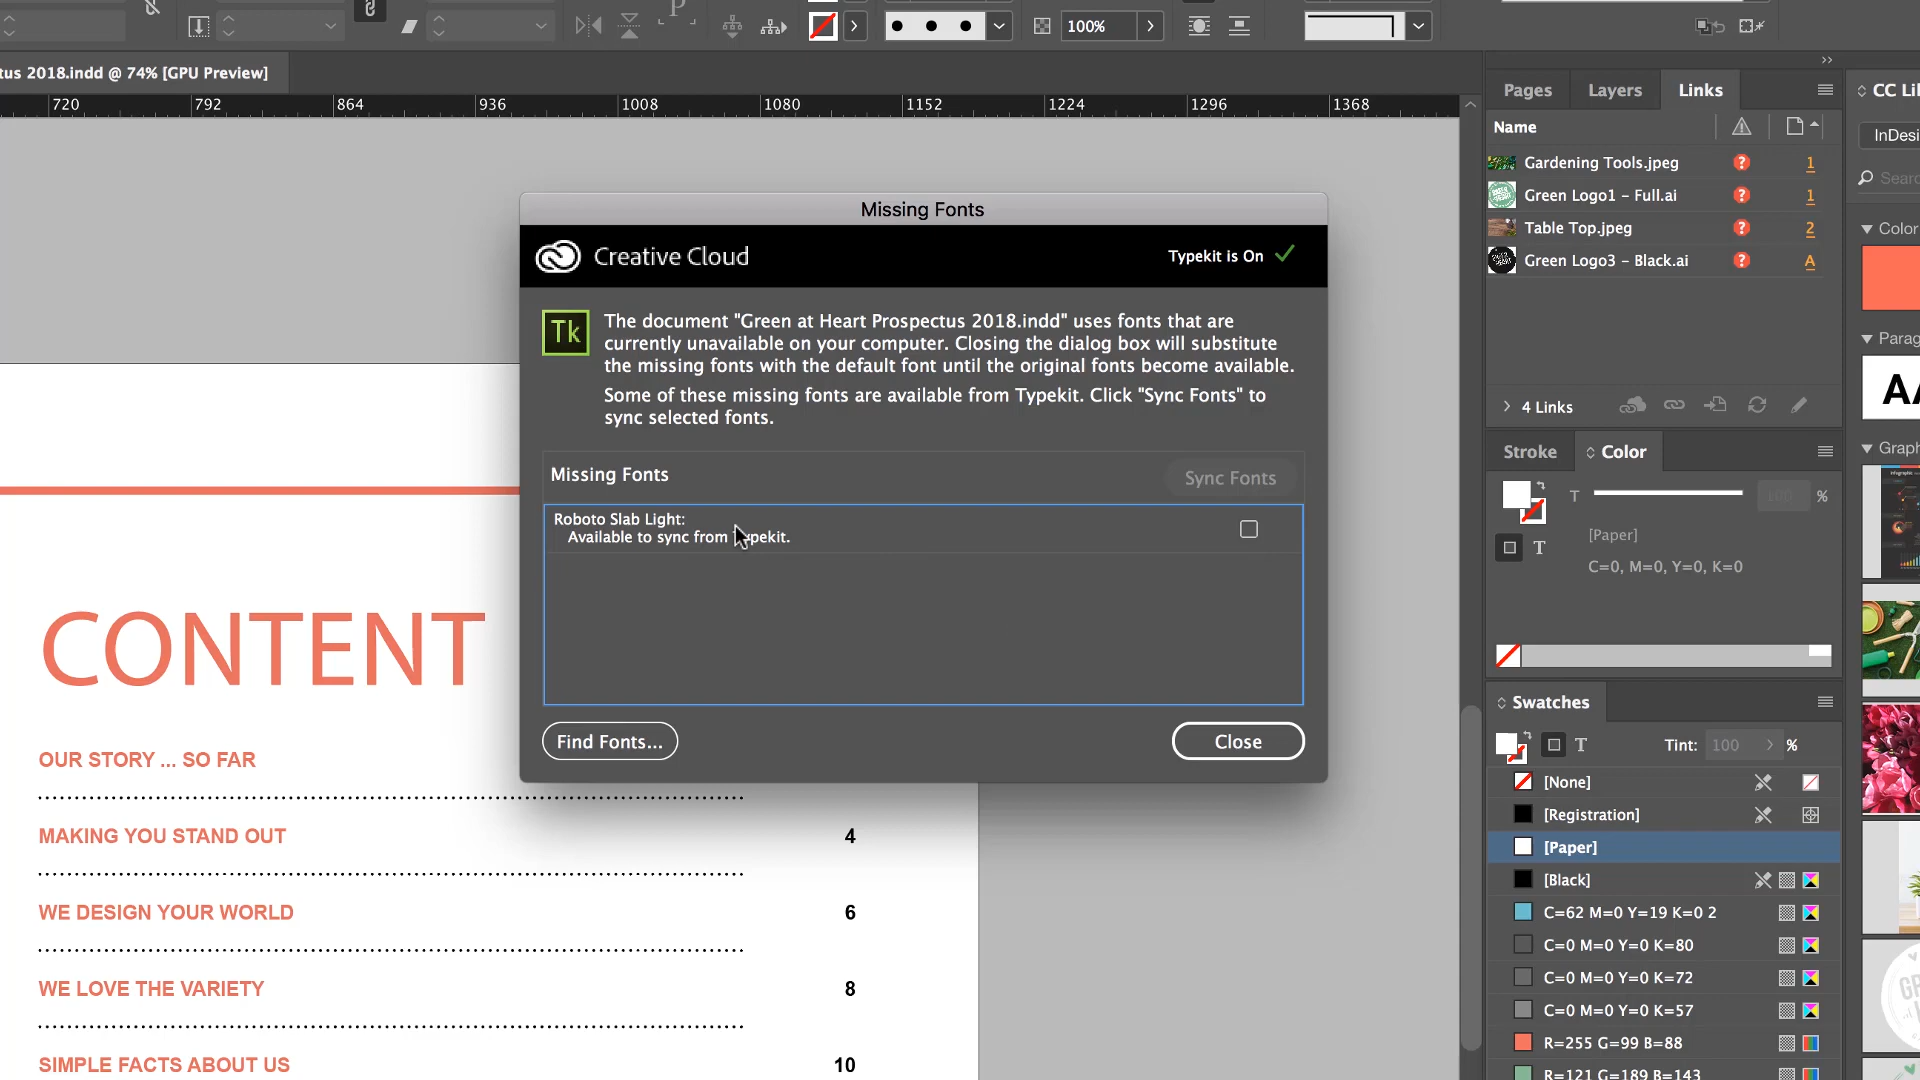 100%
tus 2018.indd @ 74% [GPU Preview]
720 792 864 936 1008 1080 1152 1224 1296 1368
Missing Fonts
Creative Cloud
Typekit is On
Tk
The document "Green at Heart Prospectus 2018.indd" uses fonts that are
currently unavailable on your computer. Closing the dialog box will substitute
the missing fonts with the default font until the original fonts become available.
Some of these missing fonts are available from Typekit. Click "Sync Fonts" to
sync selected fonts.
Missing Fonts
Sync Fonts
Roboto Slab Light:
Available to sync from Typekit.
Find Fonts...
Close
CONTENT
OUR STORY ... SO FAR
MAKING YOU STAND OUT 4
WE DESIGN YOUR WORLD 6
WE LOVE THE VARIETY 8
SIMPLE FACTS ABOUT US 10
Pages Layers Links
Name
Gardening Tools.jpeg ? 1
Green Logo1 - Full.ai ? 1
Table Top.jpeg ? 2
Green Logo3 - Black.ai ? A
4 Links
Stroke Color
T 100 %
[Paper]
T
C=0, M=0, Y=0, K=0
Swatches
T Tint: 100 %
[None]
[Registration]
[Paper]
[Black]
C=62 M=0 Y=19 K=0 2
C=0 M=0 Y=0 K=80
C=0 M=0 Y=0 K=72
C=0 M=0 Y=0 K=57
R=255 G=99 B=88
R=121 G=189 B=143
CC Li
InDesi
Searc
Color
Parag
AA
Graph